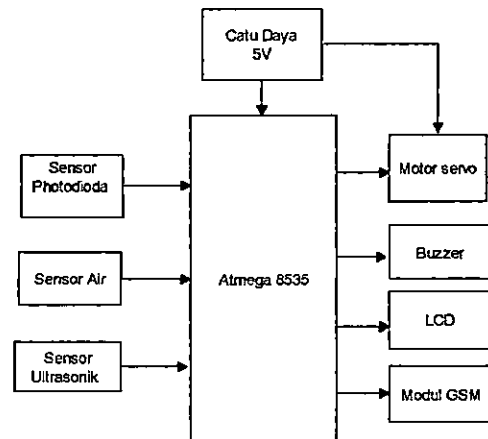 Catu Daya
5V
Sensor
Photodioda
Motor servo
Buzzer
Sensor Air
Atmega 8535
LCD
Sensor
Ultrasonik
Modul GSM